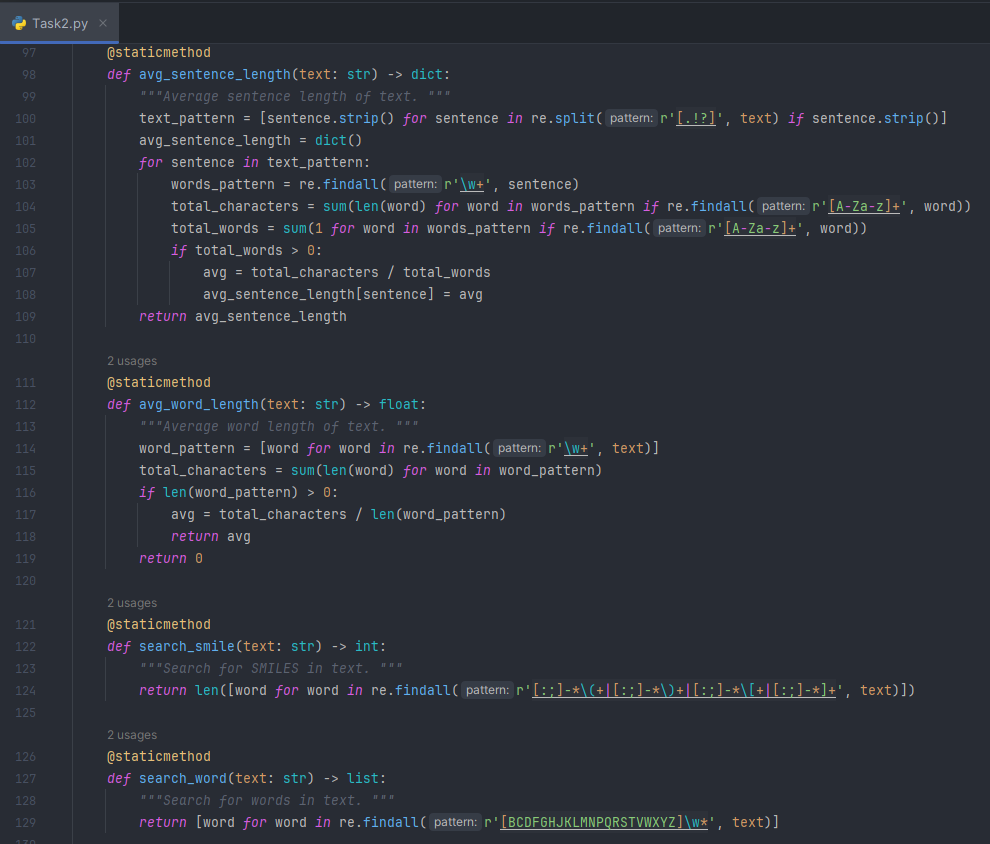 Task2.py ×
97 @staticmethod
98 def avg_sentence_length(text: str) -> dict:
99 """Average sentence length of text. """
100 text_pattern = [sentence.strip() for sentence in re.split( pattern: r'[.!?]', text) if sentence.strip()]
101 avg_sentence_length = dict()
102 for sentence in text_pattern:
103 words_pattern = re.findall( pattern: r'\w+', sentence)
104 total_characters = sum(len(word) for word in words_pattern if re.findall( pattern: r'[A-Za-z]+', word))
105 total_words = sum(1 for word in words_pattern if re.findall( pattern: r'[A-Za-z]+', word))
106 if total_words > 0:
107 avg = total_characters / total_words
108 avg_sentence_length[sentence] = avg
109 return avg_sentence_length
110
2 usages
111 @staticmethod
112 def avg_word_length(text: str) -> float:
113 """Average word length of text. """
114 word_pattern = [word for word in re.findall( pattern: r'\w+', text)]
115 total_characters = sum(len(word) for word in word_pattern)
116 if len(word_pattern) > 0:
117 avg = total_characters / len(word_pattern)
118 return avg
119 return 0
120
2 usages
121 @staticmethod
122 def search_smile(text: str) -> int:
123 """Search for SMILES in text. """
124 return len([word for word in re.findall( pattern: r'[:;]-*\(+|[:;]-*\)+|[:;]-*\[+|[:;]-*]+', text)])
125
2 usages
126 @staticmethod
127 def search_word(text: str) -> list:
128 """Search for words in text. """
129 return [word for word in re.findall( pattern: r'[BCDFGHJKLMNPQRSTVWXYZ]\w*', text)]
130